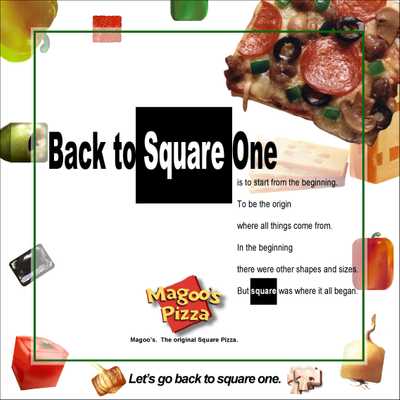 Back to Square One
is to start from the beginning.
To be the origin
where all things come from.
In the beginning
there were other shapes and sizes.
But square was where it all began.
Magoo's
Pizza
Magoo's. The original Square Pizza.
Let's go back to square one.